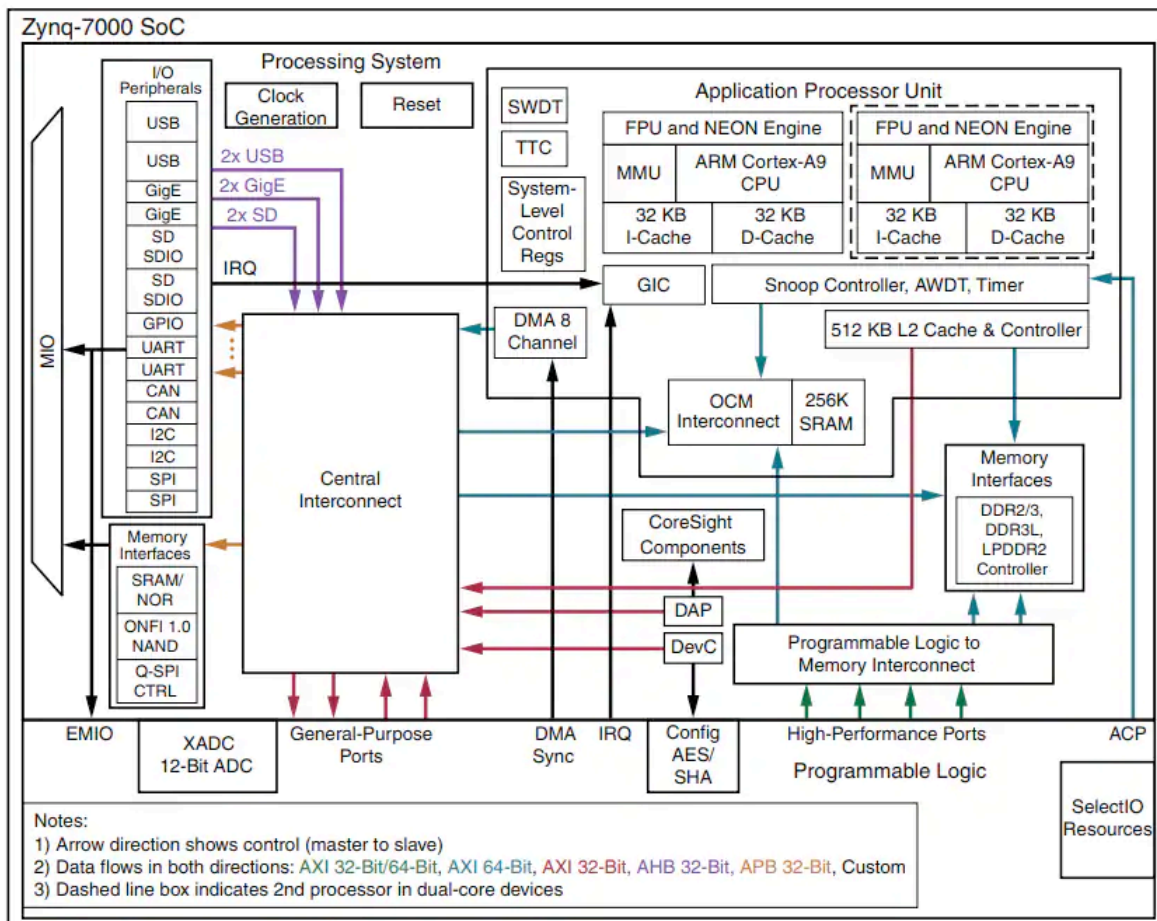 Zynq-7000 SoC
Processing System
I/O
Peripherals
USB
USB
GigE
GigE
SD
SDIO
SD
SDIO
GPIO
UART
UART
CAN
CAN
I2C
I2C
SPI
SPI
MIO
Clock
Generation
Reset
2x USB
2x GigE
2x SD
IRQ
SWDT
TTC
System-
Level
Control
Regs
Application Processor Unit
FPU and NEON Engine
MMU
ARM Cortex-A9
CPU
32 KB
I-Cache
32 KB
D-Cache
FPU and NEON Engine
MMU
ARM Cortex-A9
CPU
32 KB
I-Cache
32 KB
D-Cache
GIC
Snoop Controller, AWDT, Timer
DMA 8
Channel
512 KB L2 Cache & Controller
OCM
Interconnect
256K
SRAM
Central
Interconnect
Memory
Interfaces
DDR2/3,
DDR3L,
LPDDR2
Controller
CoreSight
Components
DAP
DevC
Programmable Logic to
Memory Interconnect
Memory
Interfaces
SRAM/
NOR
ONFI 1.0
NAND
Q-SPI
CTRL
EMIO
XADC
12-Bit ADC
General-Purpose
Ports
DMA
Sync
IRQ
Config
AES/
SHA
High-Performance Ports
ACP
Programmable Logic
SelectIO
Resources
Notes:
1) Arrow direction shows control (master to slave)
2) Data flows in both directions: AXI 32-Bit/64-Bit, AXI 64-Bit, AXI 32-Bit, AHB 32-Bit, APB 32-Bit, Custom
3) Dashed line box indicates 2nd processor in dual-core devices